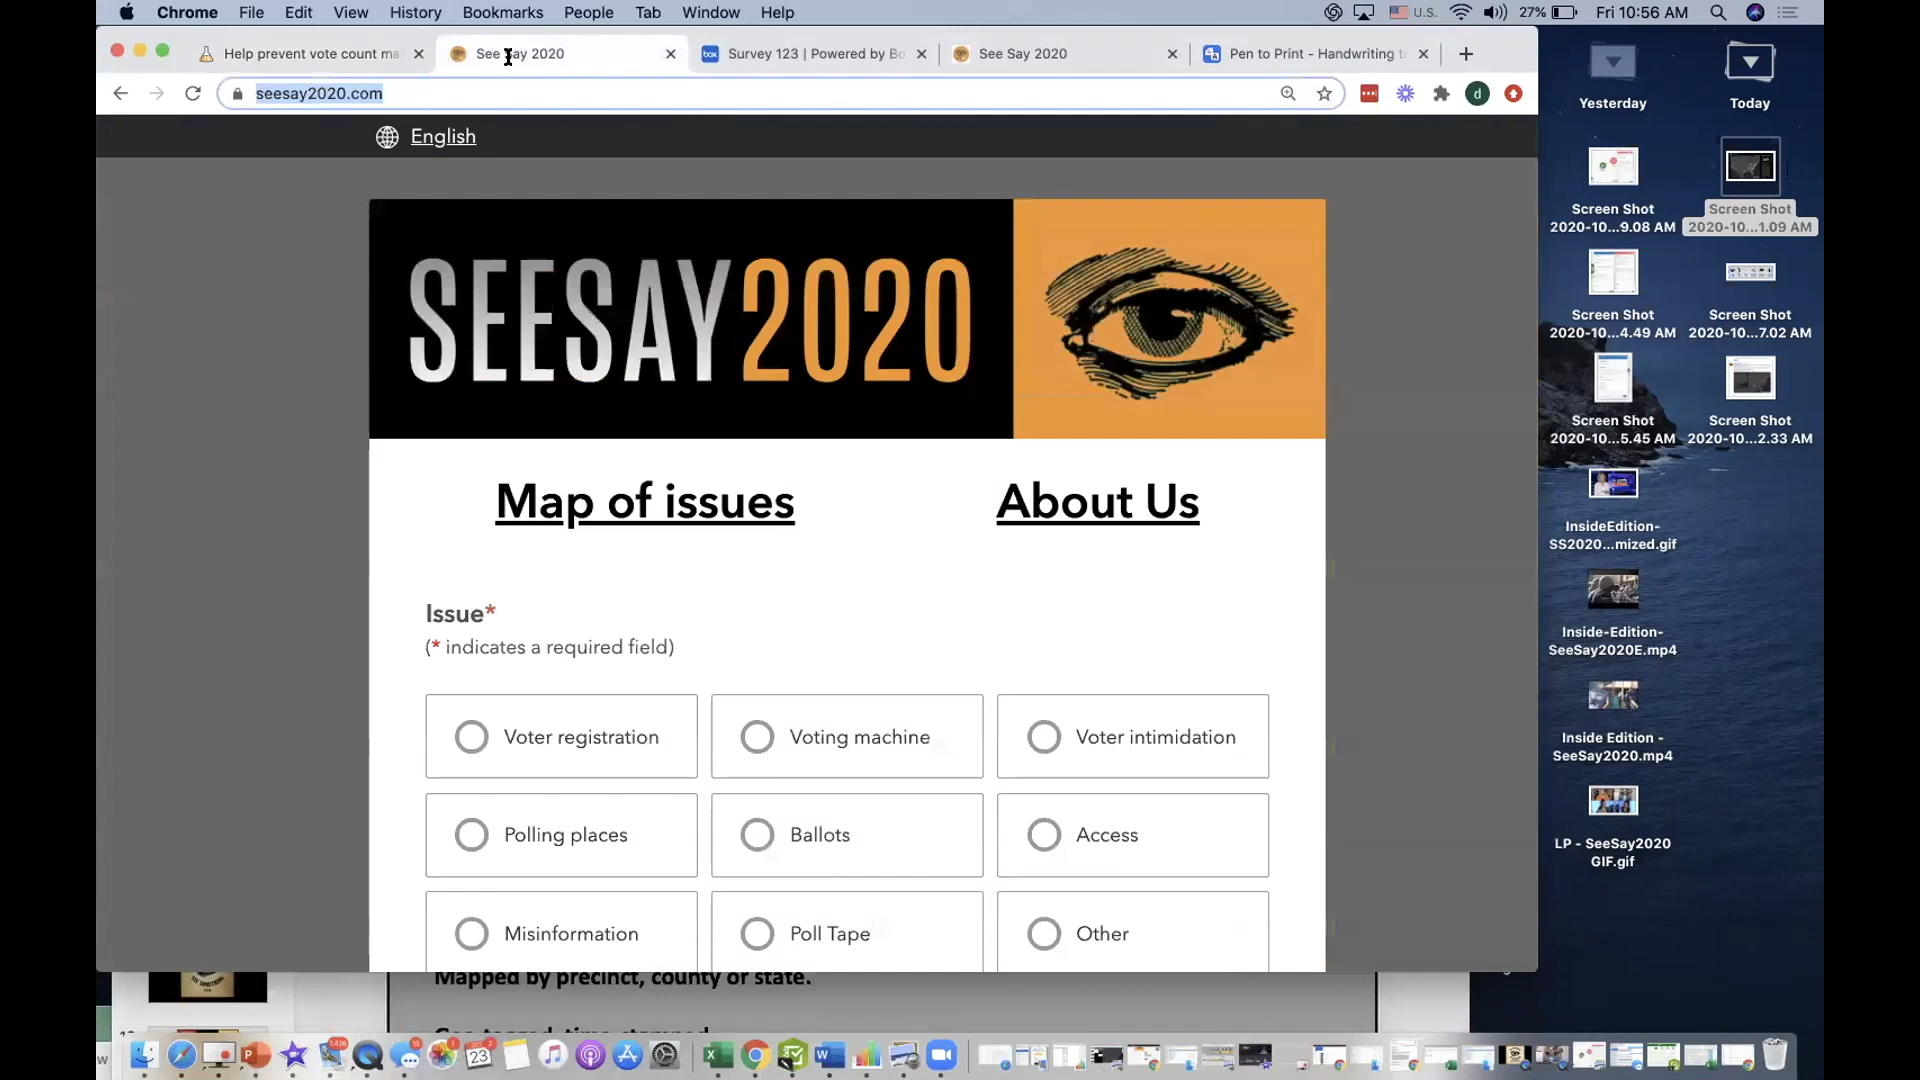 Chrome File Edit View History Bookmarks People Tab Window Help U.S. 27% Fri 10:56 AM
Help prevent vote count ma
See Say 2020
Survey 123 | Powered by Bo
See Say 2020
Pen to Print - Handwriting t
seesay2020.com
d
English
SEESAY2020
Map of issues About Us
Issue*
(* indicates a required field)
Voter registration Voting machine Voter intimidation
Polling places Ballots Access
Misinformation Poll Tape Other
Mapped by precinct, county or state.
Yesterday Today
Screen Shot
2020-10...9.08 AM
Screen Shot
2020-10...1.09 AM
Screen Shot
2020-10...4.49 AM
Screen Shot
2020-10...7.02 AM
Screen Shot
2020-10...5.45 AM
Screen Shot
2020-10...2.33 AM
InsideEdition-
SS2020...mized.gif
Inside-Edition-
SeeSay2020E.mp4
Inside Edition -
SeeSay2020.mp4
LP - SeeSay2020
GIF.gif
23